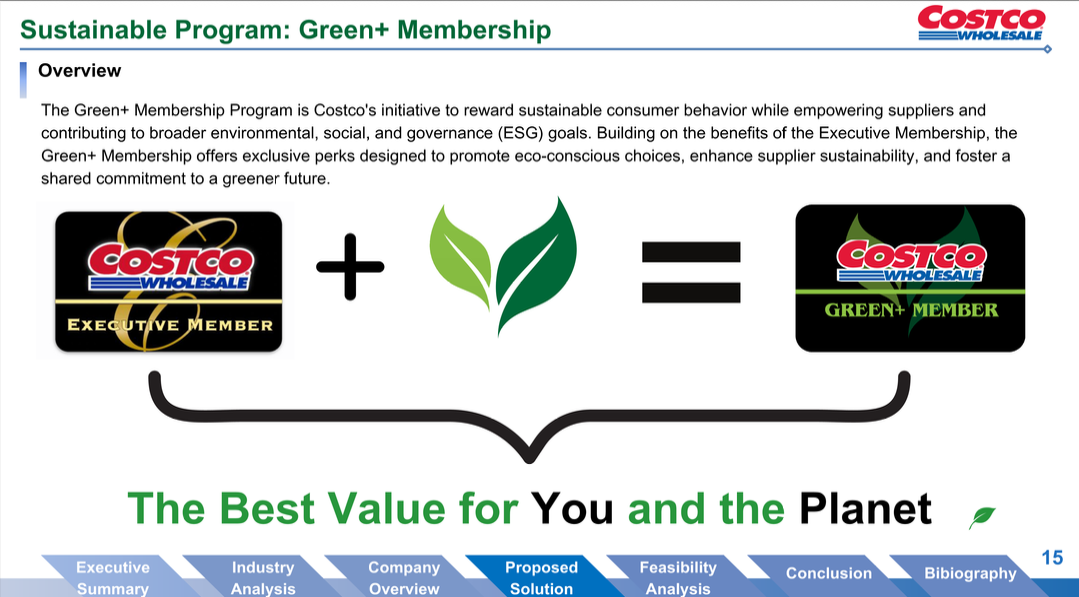 Sustainable Program: Green+ Membership
COSTCO
WHOLESALE
Overview
The Green+ Membership Program is Costco's initiative to reward sustainable consumer behavior while empowering suppliers and
contributing to broader environmental, social, and governance (ESG) goals. Building on the benefits of the Executive Membership, the
Green+ Membership offers exclusive perks designed to promote eco-conscious choices, enhance supplier sustainability, and foster a
shared commitment to a greener future.
COSTCO
WHOLESALE
EXECUTIVE MEMBER
COSTCO
WHOLESALE
GREEN+ MEMBER
The Best Value for You and the Planet
Executive
Summary
Industry
Analysis
Company
Overview
Proposed
Solution
Feasibility
Analysis
Conclusion
Bibiography
15